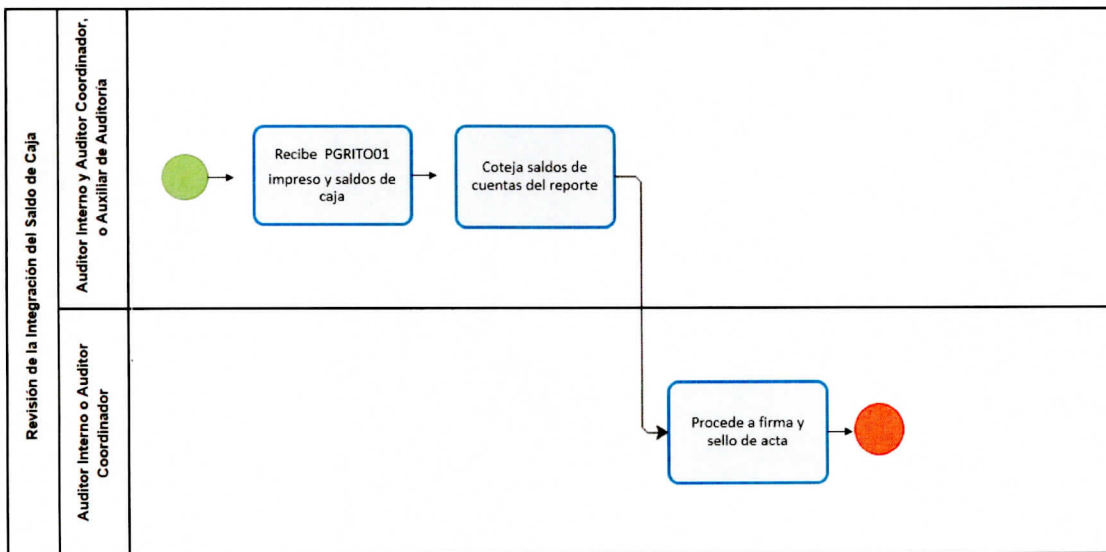 Revisión de la Integración del Saldo de Caja
Auditor Interno y Auditor Coordinador,
o Auxiliar de Auditoría
Recibe PGRITO01
impreso y saldos de
caja
Coteja saldos de
cuentas del reporte
Auditor Interno o Auditor
Coordinador
Procede a firma y
sello de acta